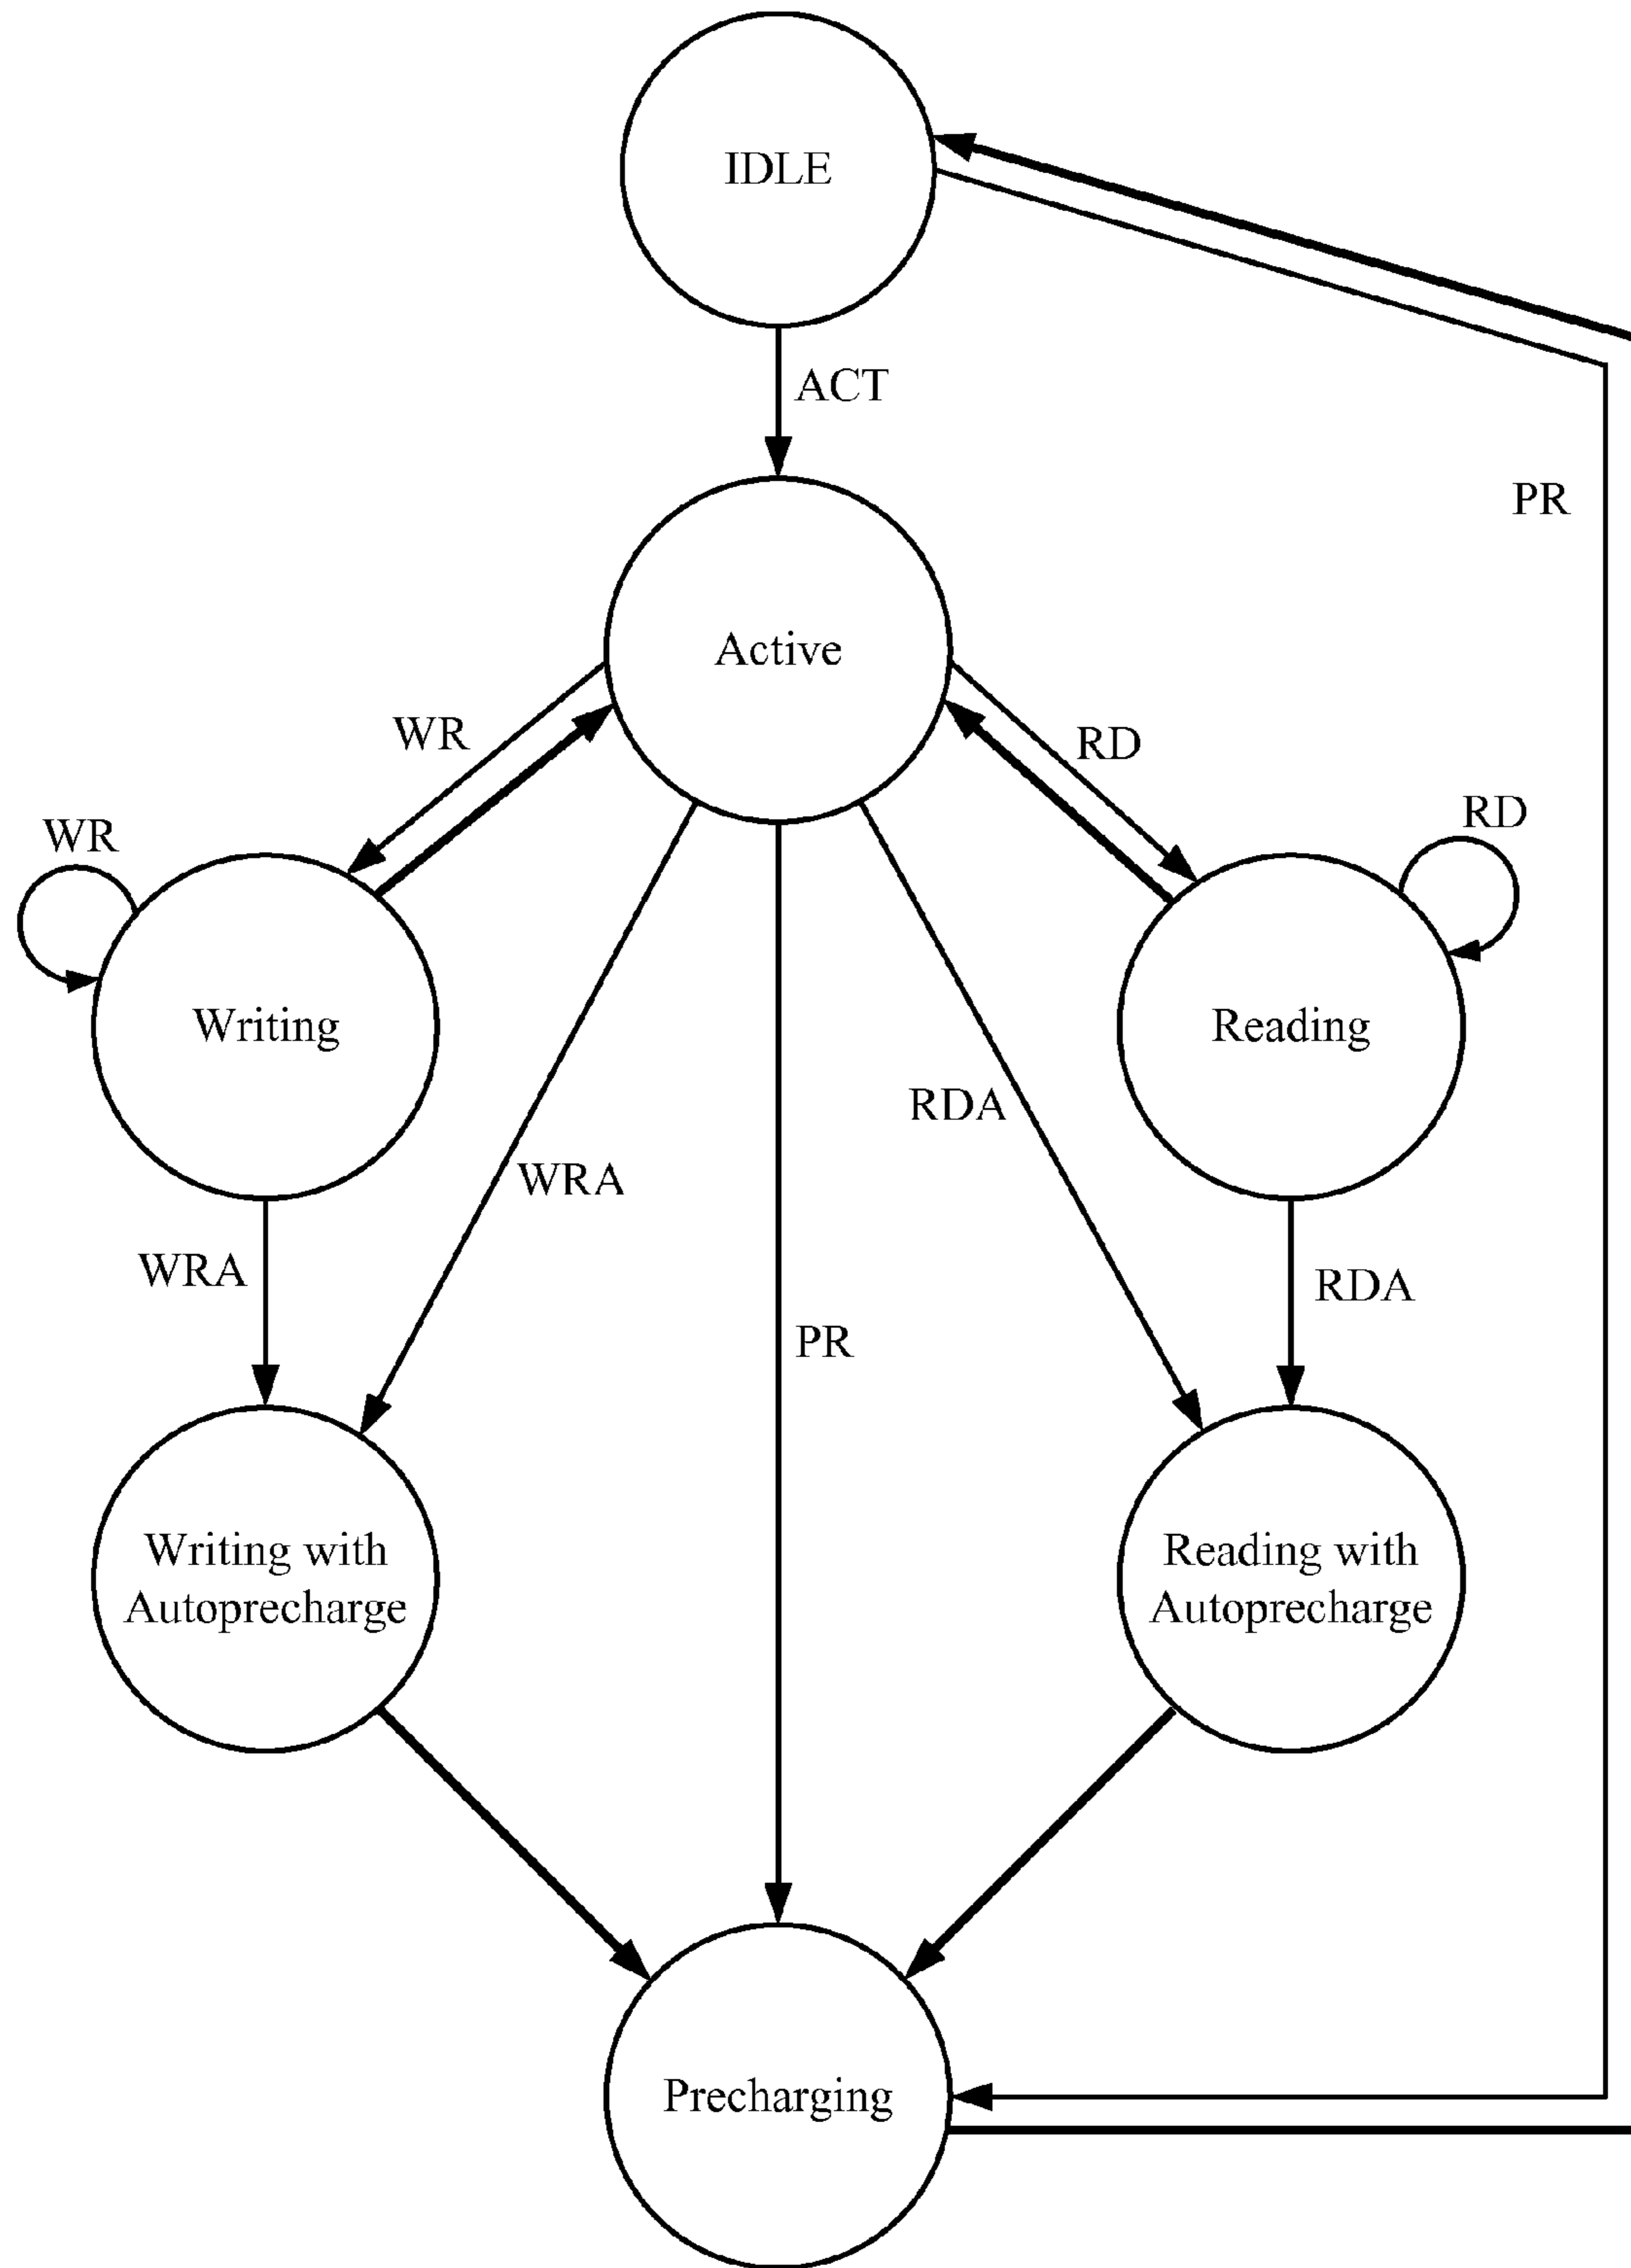 IDLE
ACT
PR
Active
WR
RD
WR
RD
Writing
Reading
RDA
WRA
WRA
RDA
PR
Writing with
Autoprecharge
Reading with
Autoprecharge
Precharging